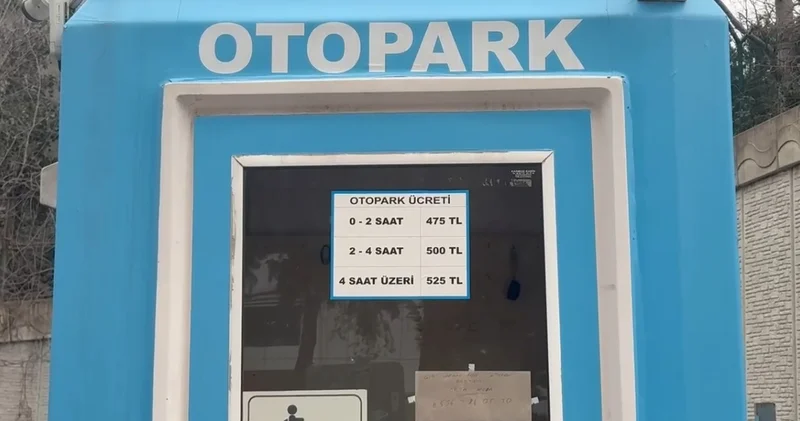 OTOPARK
OTOPARK ÜCRETİ
0 - 2 SAAT 475 TL
2 - 4 SAAT 500 TL
4 SAAT ÜZERİ 525 TL